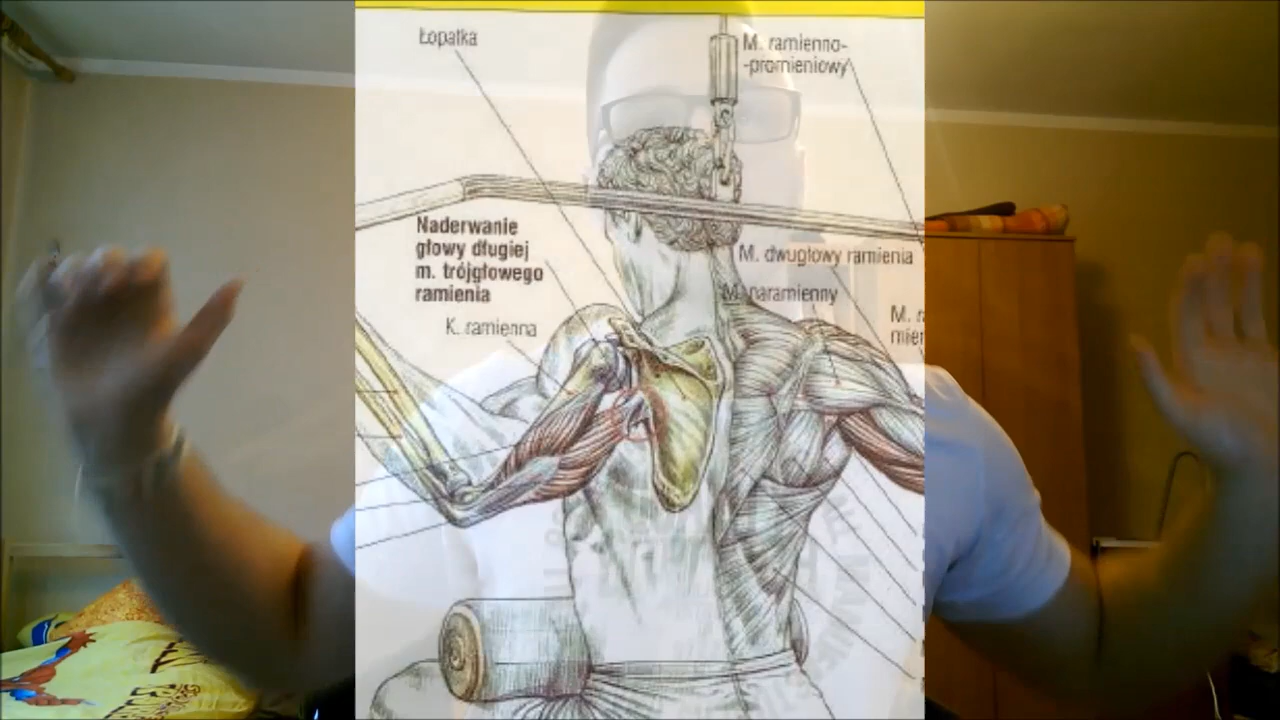 Łopatka
M. ramienno-
-promieniowy
Naderwanie
głowy długiej
m. trójgłowego
ramienia
K. ramienna
M. dwugłowy ramienia
M. naramienny
M.